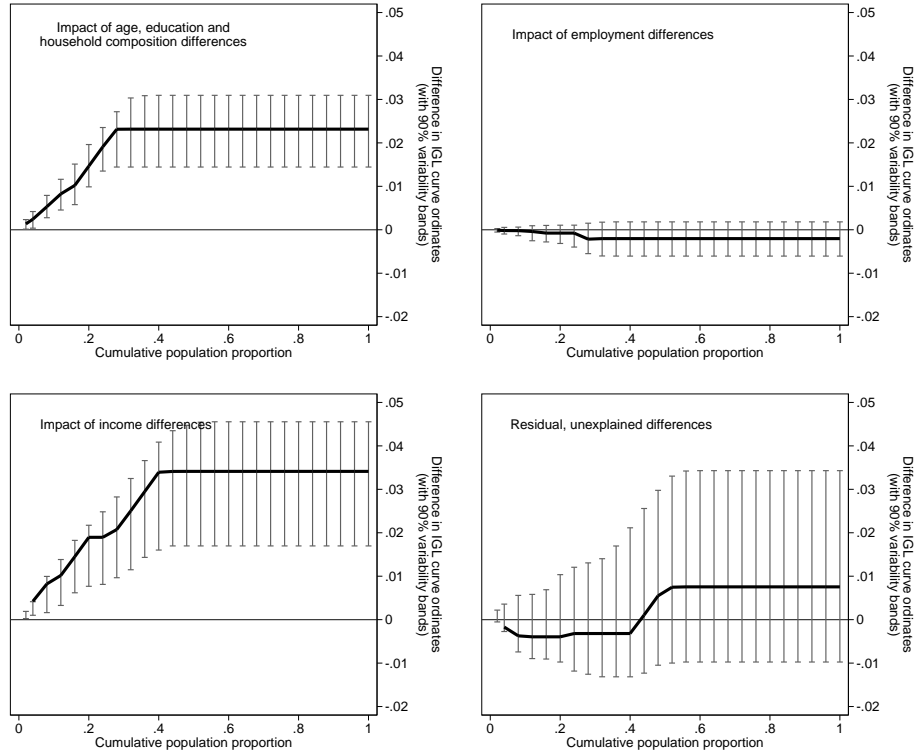 Impact of age, education and
household composition differences
.05
.04
.03
.02
.01
0
-.01
-.02
Difference in IGL curve ordinates
(with 90% variability bands)
0 .2 .4 .6 .8 1
Cumulative population proportion
Impact of employment differences
.05
.04
.03
.02
.01
0
-.01
-.02
Difference in IGL curve ordinates
(with 90% variability bands)
0 .2 .4 .6 .8 1
Cumulative population proportion
Impact of income differences
.05
.04
.03
.02
.01
0
-.01
-.02
Difference in IGL curve ordinates
(with 90% variability bands)
0 .2 .4 .6 .8 1
Cumulative population proportion
Residual, unexplained differences
.05
.04
.03
.02
.01
0
-.01
-.02
Difference in IGL curve ordinates
(with 90% variability bands)
0 .2 .4 .6 .8 1
Cumulative population proportion